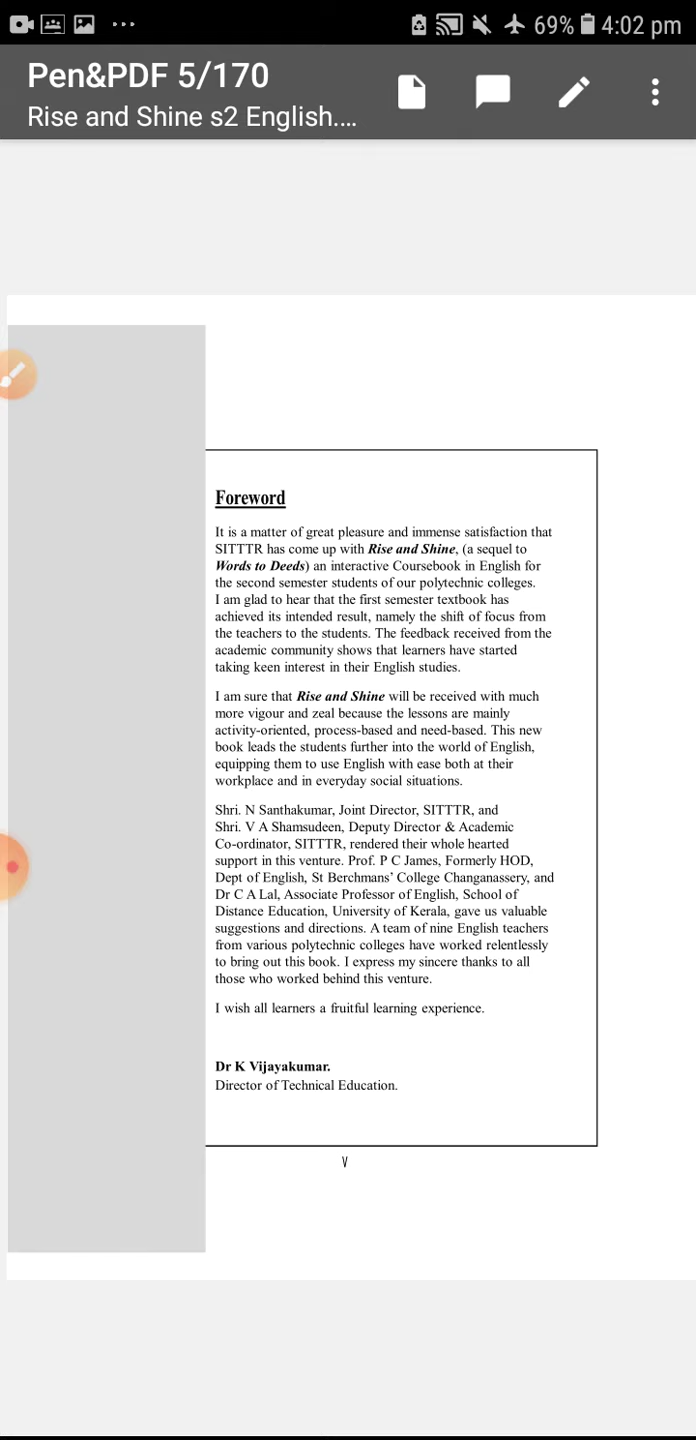 69% 4:02 pm
Pen&PDF 5/170
Rise and Shine s2 English....
Foreword
It is a matter of great pleasure and immense satisfaction that
SITTTR has come up with Rise and Shine, (a sequel to
Words to Deeds) an interactive Coursebook in English for
the second semester students of our polytechnic colleges.
I am glad to hear that the first semester textbook has
achieved its intended result, namely the shift of focus from
the teachers to the students. The feedback received from the
academic community shows that learners have started
taking keen interest in their English studies.
I am sure that Rise and Shine will be received with much
more vigour and zeal because the lessons are mainly
activity-oriented, process-based and need-based. This new
book leads the students further into the world of English,
equipping them to use English with ease both at their
workplace and in everyday social situations.
Shri. N Santhakumar, Joint Director, SITTTR, and
Shri. V A Shamsudeen, Deputy Director & Academic
Co-ordinator, SITTTR, rendered their whole hearted
support in this venture. Prof. P C James, Formerly HOD,
Dept of English, St Berchmans' College Changanassery, and
Dr C A Lal, Associate Professor of English, School of
Distance Education, University of Kerala, gave us valuable
suggestions and directions. A team of nine English teachers
from various polytechnic colleges have worked relentlessly
to bring out this book. I express my sincere thanks to all
those who worked behind this venture.
I wish all learners a fruitful learning experience.
Dr K Vijayakumar.
Director of Technical Education.
V